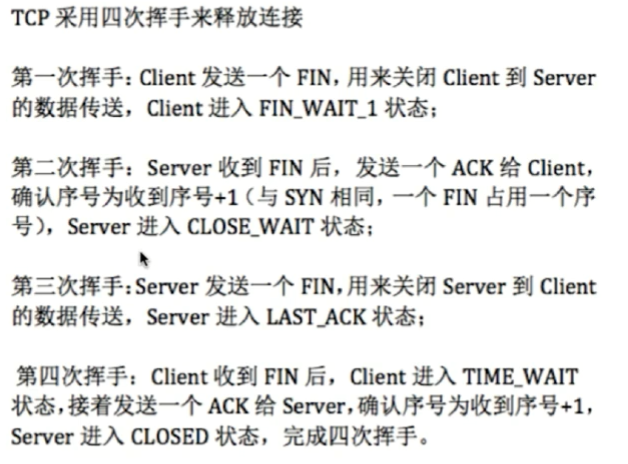 TCP 采用四次挥手来释放连接
第一次挥手：Client 发送一个 FIN，用来关闭 Client 到 Server
的数据传送，Client 进入 FIN_WAIT_1 状态；
第二次挥手：Server 收到 FIN 后，发送一个 ACK 给 Client，
确认序号为收到序号+1（与 SYN 相同，一个 FIN 占用一个序
号），Server 进入 CLOSE_WAIT 状态；
第三次挥手：Server 发送一个 FIN，用来关闭 Server 到 Client
的数据传送，Server 进入 LAST_ACK 状态；
第四次挥手：Client 收到 FIN 后，Client 进入 TIME_WAIT
状态，接着发送一个 ACK 给 Server，确认序号为收到序号+1，
Server 进入 CLOSED 状态，完成四次挥手。